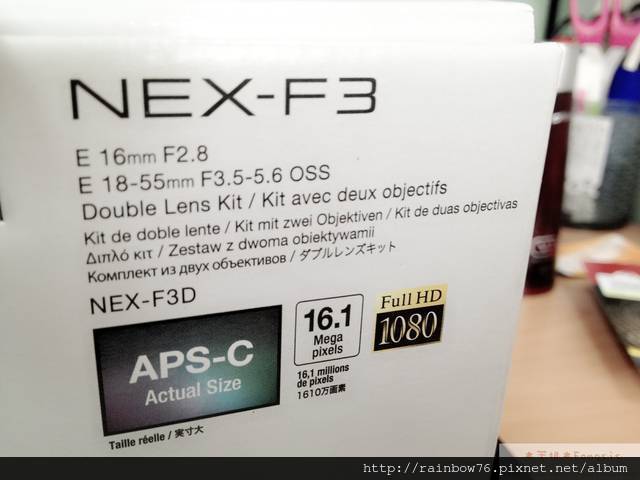 NEX-F3
E 16mm F2.8
E 18-55mm F3.5-5.6 OSS
Double Lens Kit / Kit avec deux objectifs
Kit de doble lente / Kit mit zwei Objektiven / Kit de duas objectivas
Διπλό κιτ / Zestaw z dwoma obiektywami
Комплект из двух объективов / ダブルレンズキット
NEX-F3D
APS-C
Actual Size
Taille réelle / 実寸大
16.1
Mega
pixels
16,1 millions
de pixels
1610万画素
Full HD
1080
http://rainbow76.pixnet.net/album